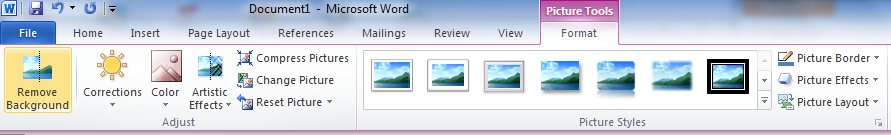 Document1 - Microsoft Word
Picture Tools
File Home Insert Page Layout References Mailings Review View Format
Remove Background
Corrections
Color
Artistic Effects
Compress Pictures
Change Picture
Reset Picture
Adjust
Picture Styles
Picture Border
Picture Effects
Picture Layout